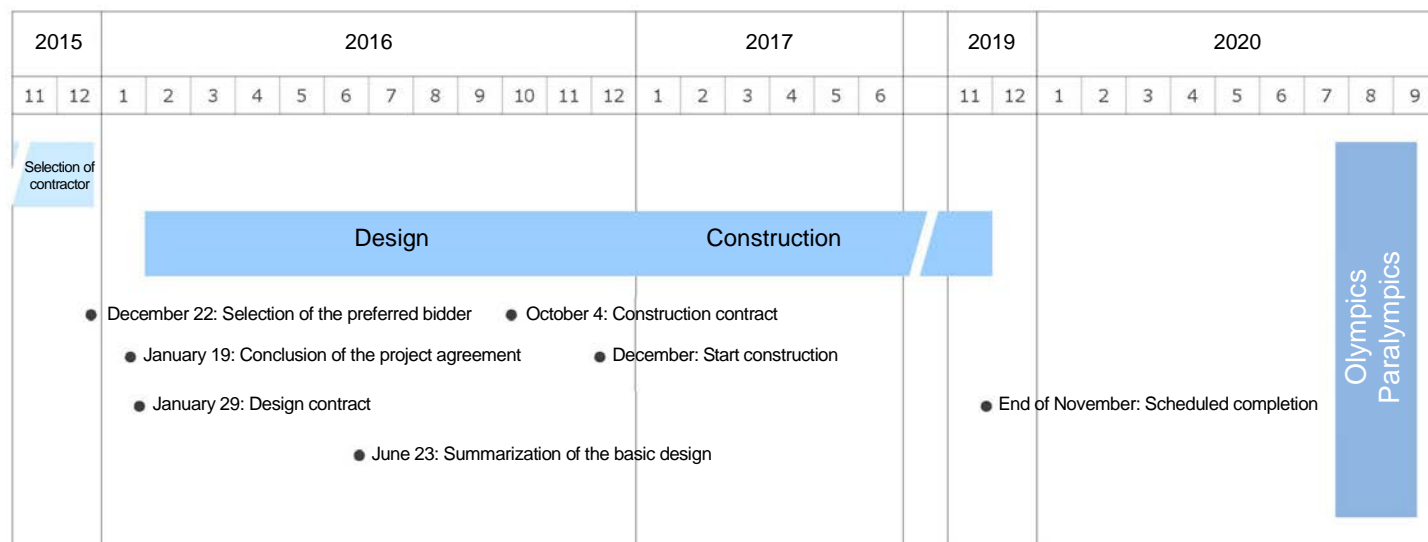 2015 2016 2017 2019 2020
11 12 1 2 3 4 5 6 7 8 9 10 11 12 1 2 3 4 5 6 11 12 1 2 3 4 5 6 7 8 9
Selection of
contractor
Design Construction
December 22: Selection of the preferred bidder October 4: Construction contract
January 19: Conclusion of the project agreement December: Start construction
January 29: Design contract End of November: Scheduled completion
June 23: Summarization of the basic design
Olympics
Paralympics